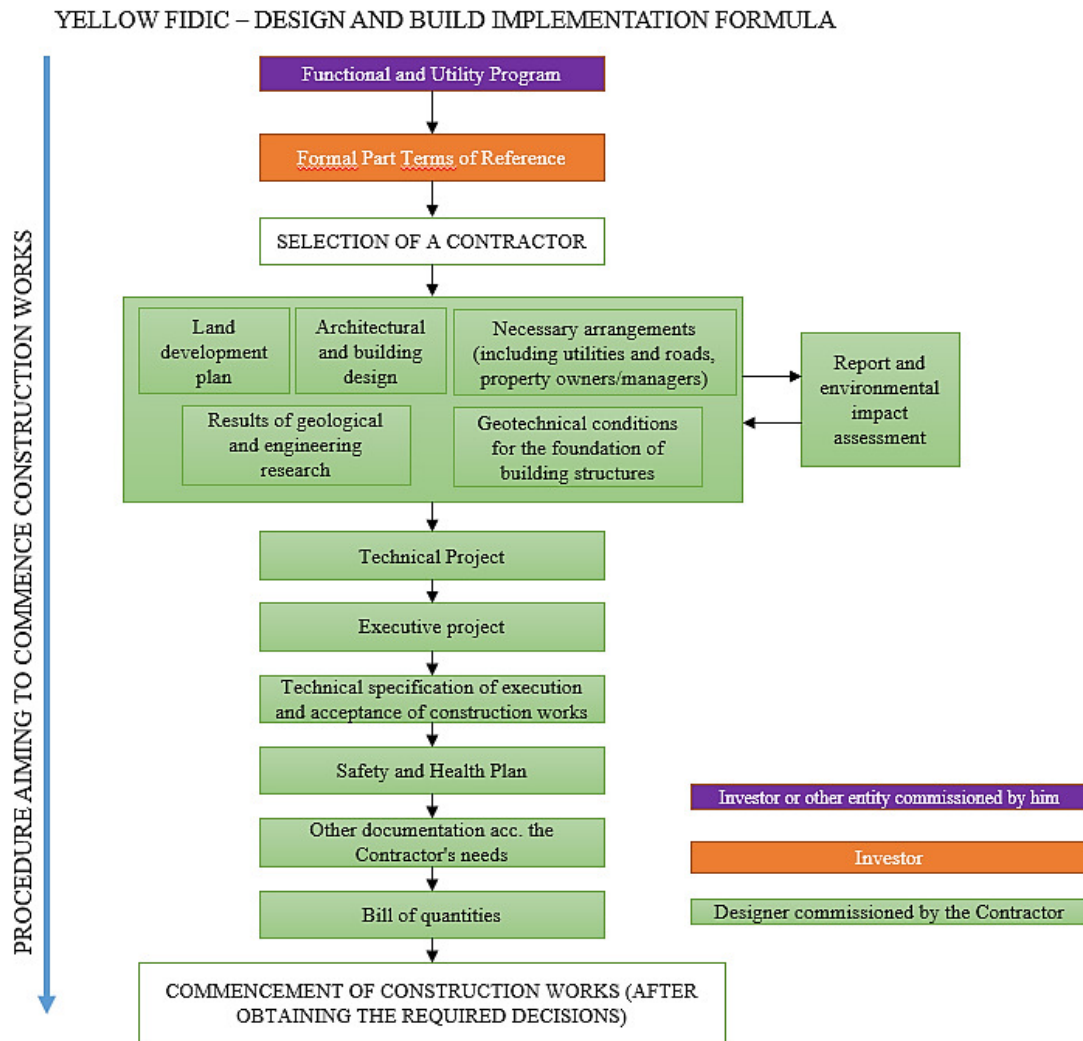 YELLOW FIDIC – DESIGN AND BUILD IMPLEMENTATION FORMULA
PROCEDURE AIMING TO COMMENCE CONSTRUCTION WORKS
Functional and Utility Program
Formal Part Terms of Reference
SELECTION OF A CONTRACTOR
Land
development
plan
Architectural
and building
design
Necessary arrangements
(including utilities and roads,
property owners/managers)
Results of geological
and engineering
research
Geotechnical conditions
for the foundation of
building structures
Report and
environmental
impact
assessment
Technical Project
Executive project
Technical specification of execution
and acceptance of construction works
Safety and Health Plan
Other documentation acc. the
Contractor's needs
Bill of quantities
COMMENCEMENT OF CONSTRUCTION WORKS (AFTER
OBTAINING THE REQUIRED DECISIONS)
Investor or other entity commissioned by him
Investor
Designer commissioned by the Contractor